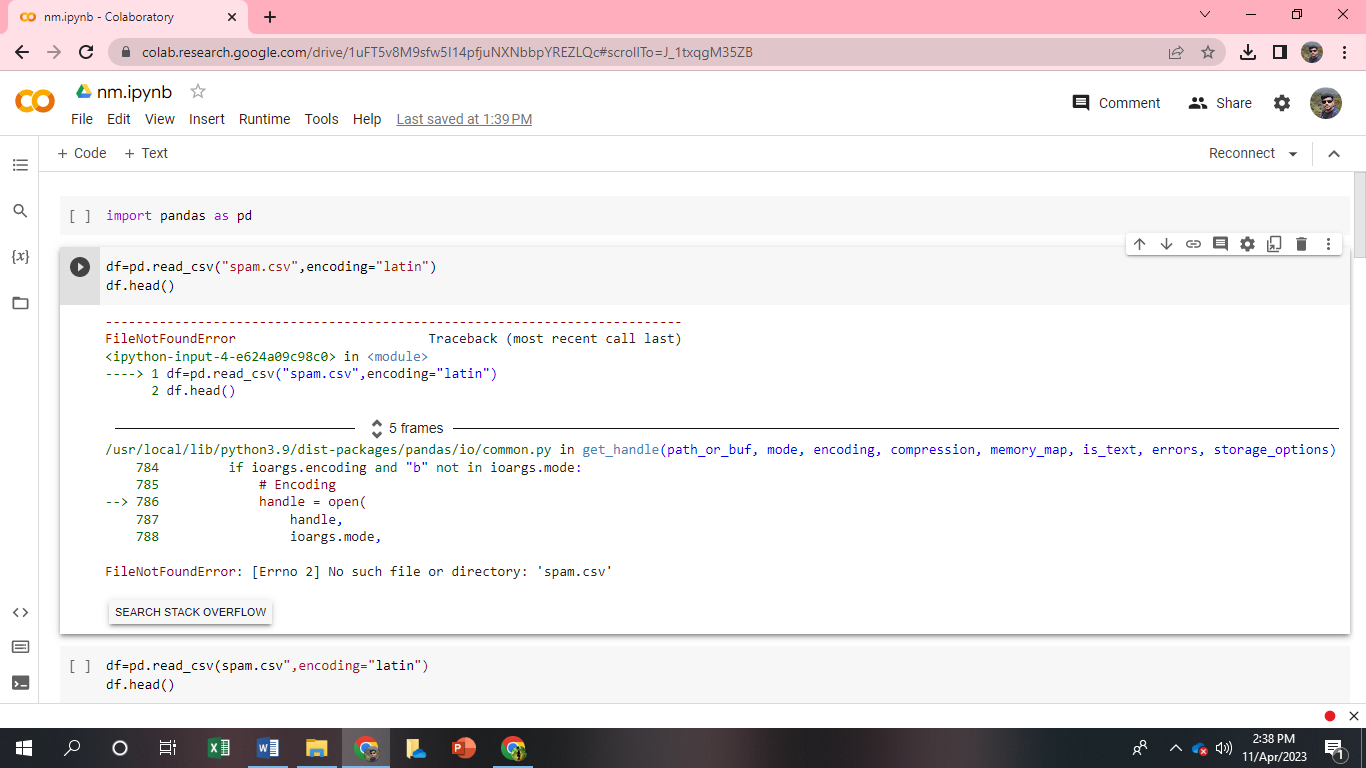 nm.ipynb - Colaboratory
colab.research.google.com/drive/1uFT5v8M9sfw5I14pfjuNXNbbpYREZLQc#scrollTo=J_1txqgM35ZB
nm.ipynb
File Edit View Insert Runtime Tools Help Last saved at 1:39 PM
Comment Share
+ Code + Text
Reconnect
[ ] import pandas as pd
df=pd.read_csv("spam.csv",encoding="latin")
df.head()
---------------------------------------------------------------------------
FileNotFoundError                         Traceback (most recent call last)
<ipython-input-4-e624a09c98c0> in <module>
----> 1 df=pd.read_csv("spam.csv",encoding="latin")
      2 df.head()
5 frames
/usr/local/lib/python3.9/dist-packages/pandas/io/common.py in get_handle(path_or_buf, mode, encoding, compression, memory_map, is_text, errors, storage_options)
    784         if ioargs.encoding and "b" not in ioargs.mode:
    785             # Encoding
--> 786             handle = open(
    787                 handle,
    788                 ioargs.mode,
FileNotFoundError: [Errno 2] No such file or directory: 'spam.csv'
SEARCH STACK OVERFLOW
[ ] df=pd.read_csv(spam.csv",encoding="latin")
df.head()
2:38 PM
11/Apr/2023
1